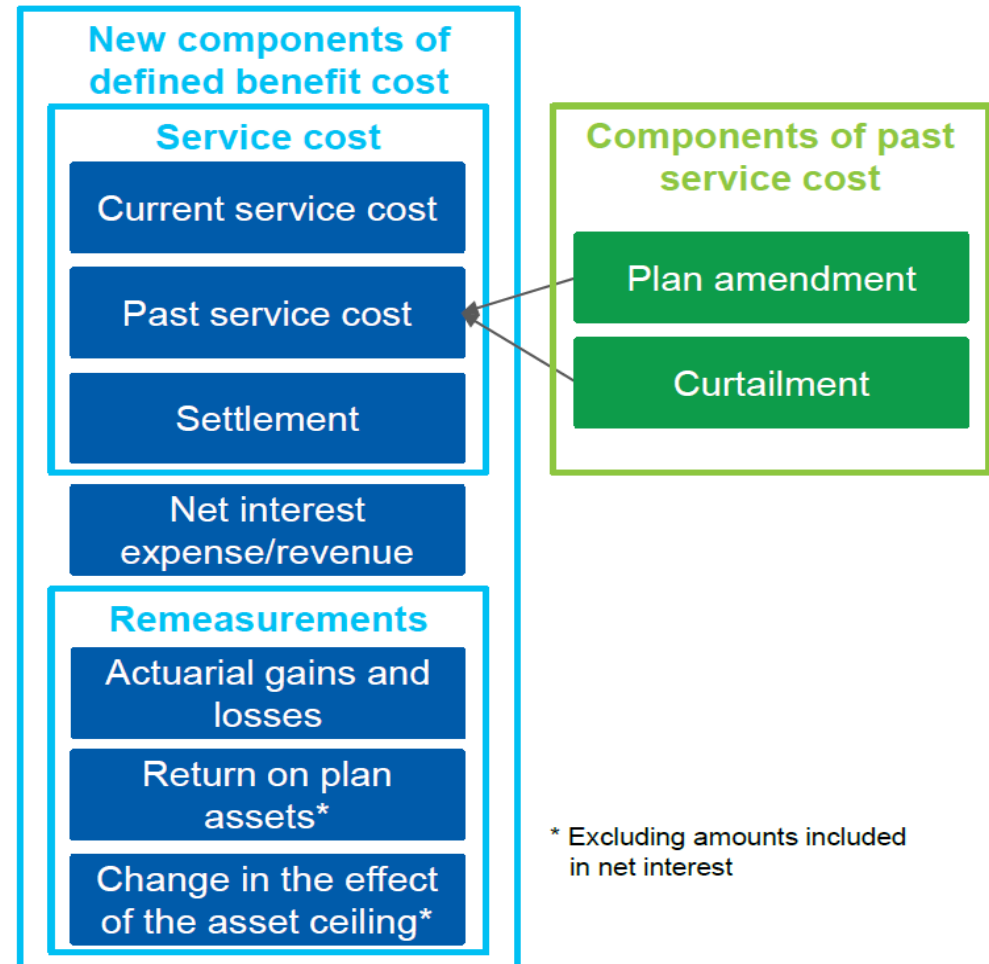 New components of
defined benefit cost
Service cost
Current service cost
Past service cost
Settlement
Net interest
expense/revenue
Remeasurements
Actuarial gains and
losses
Return on plan
assets*
Change in the effect
of the asset ceiling*
Components of past
service cost
Plan amendment
Curtailment
* Excluding amounts included
in net interest